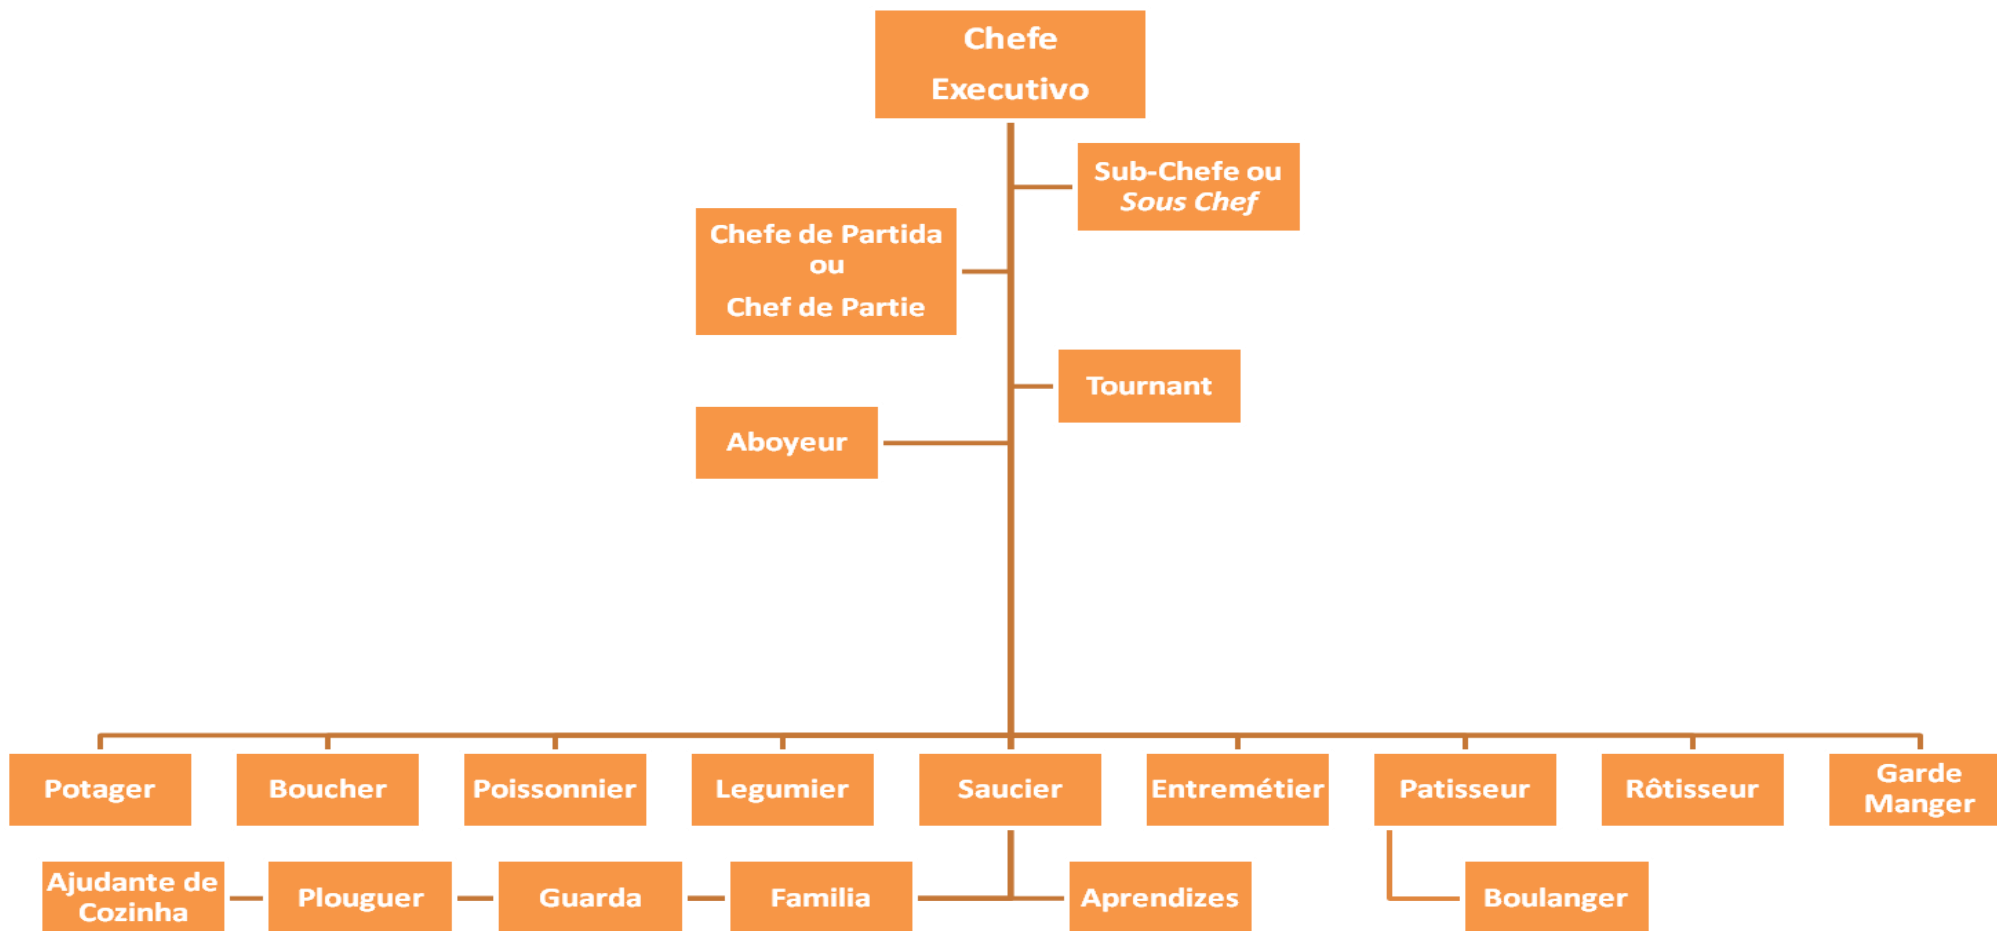 Chefe
Executivo
Sub-Chefe ou
Sous Chef
Chefe de Partida
ou
Chef de Partie
Tournant
Aboyeur
Potager
Boucher
Poissonnier
Legumier
Saucier
Entremétier
Patisseur
Rôtisseur
Garde
Manger
Ajudante de
Cozinha
Plouguer
Guarda
Familia
Aprendizes
Boulanger